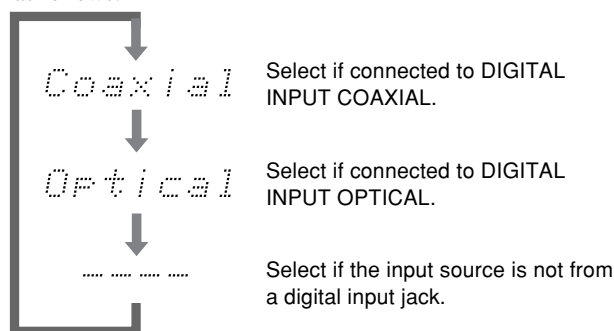 Coaxial
Select if connected to DIGITAL
INPUT COAXIAL.
Optical
Select if connected to DIGITAL
INPUT OPTICAL.
----
Select if the input source is not from
a digital input jack.